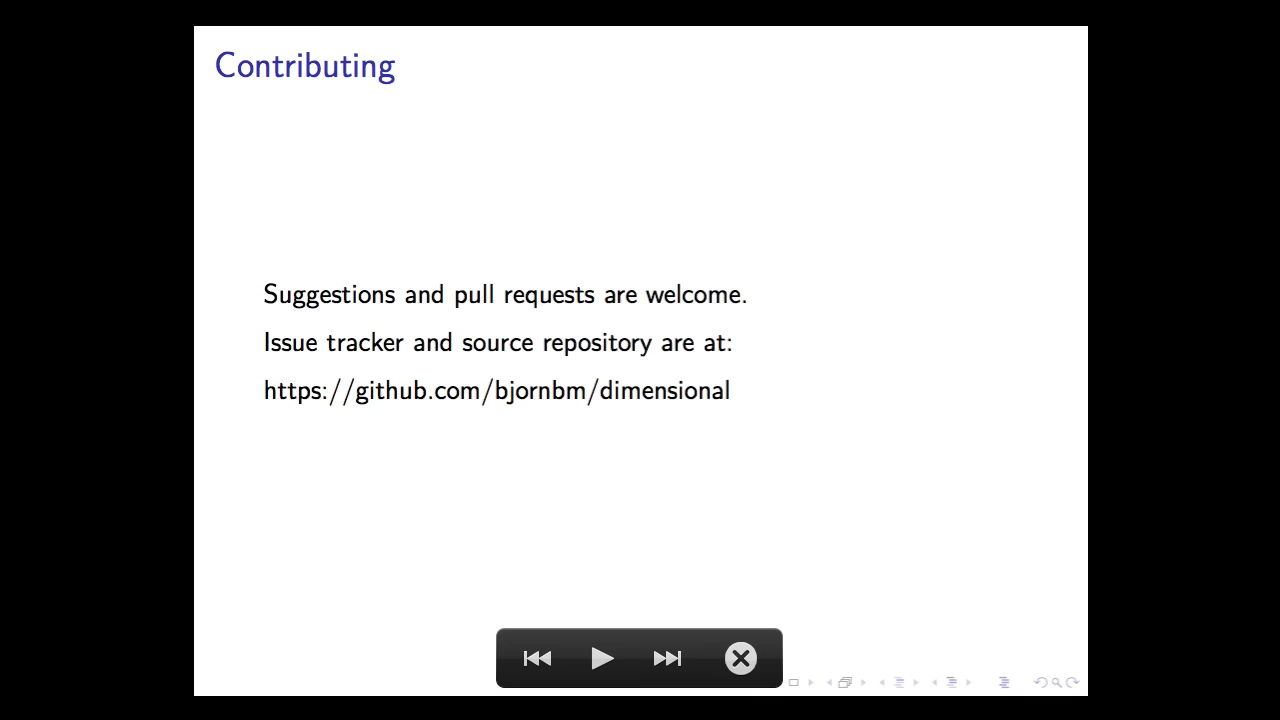 Contributing
Suggestions and pull requests are welcome.
Issue tracker and source repository are at:
https://github.com/bjornbm/dimensional